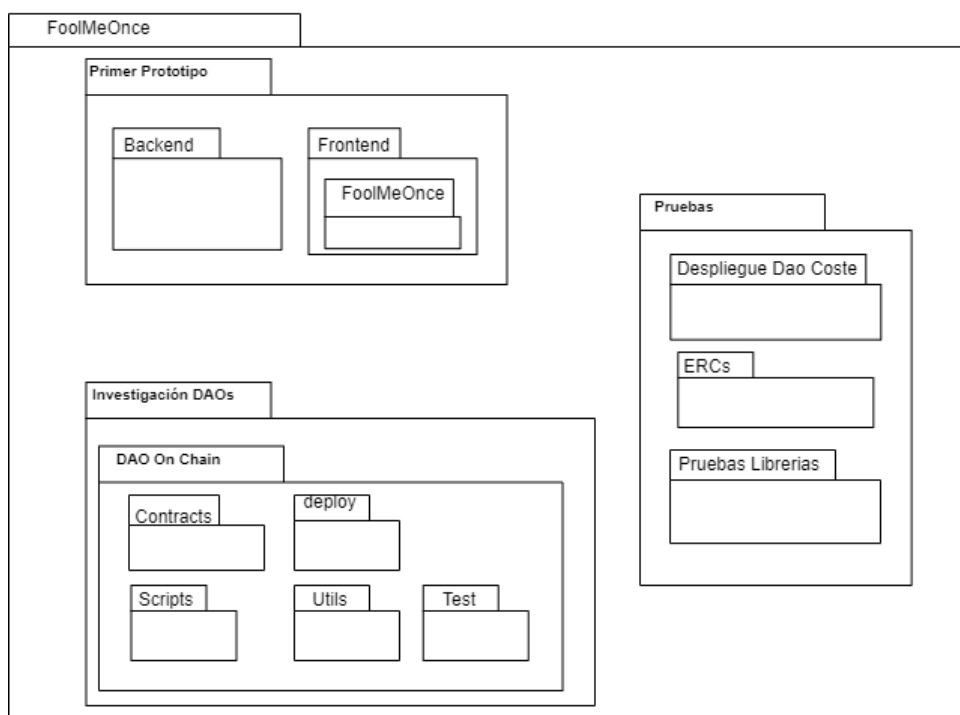 FoolMeOnce
Primer Prototipo
Backend
Frontend
FoolMeOnce
Pruebas
Despliegue Dao Coste
ERCs
Pruebas Librerias
Investigación DAOs
DAO On Chain
Contracts
deploy
Scripts
Utils
Test